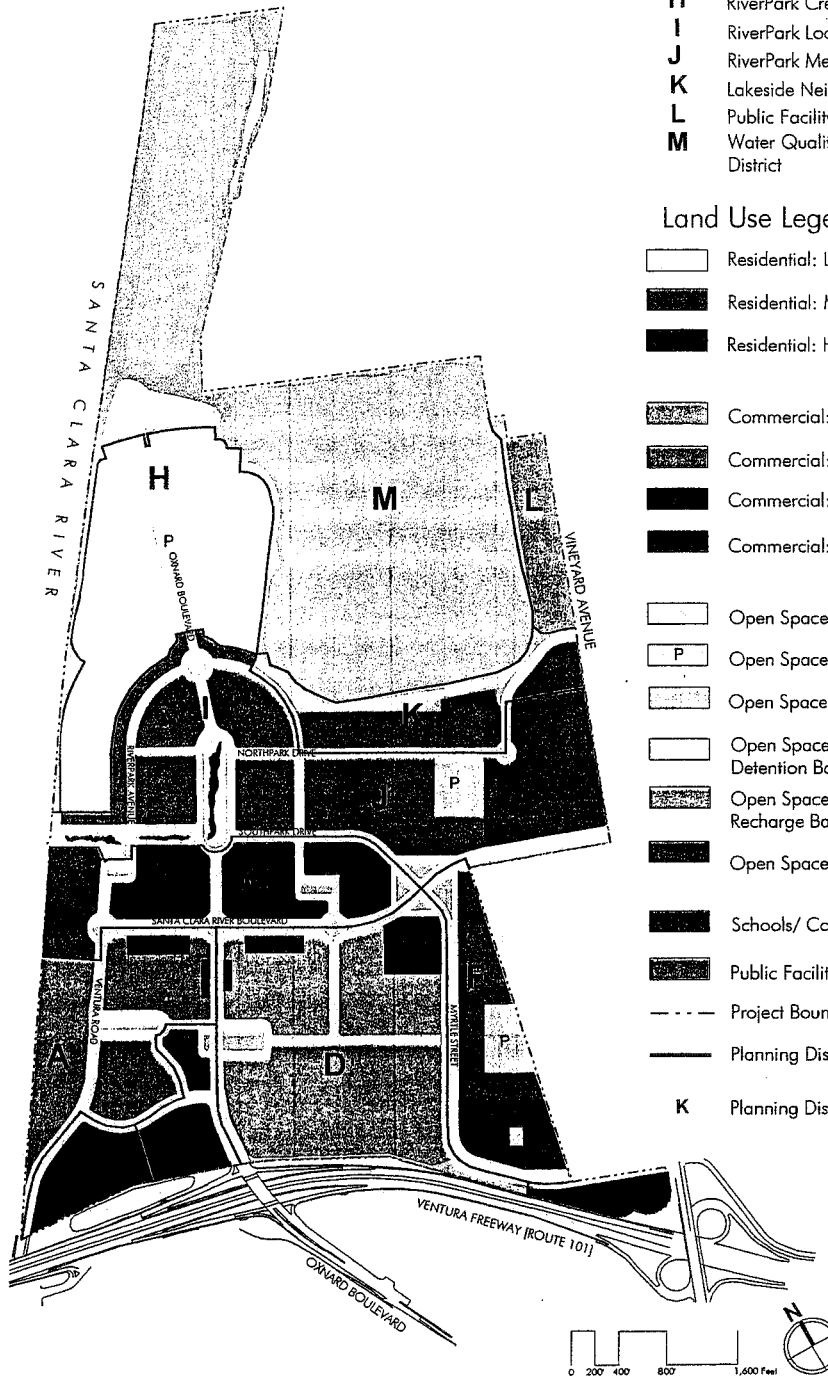 H RiverPark Cre
I RiverPark Loo
J RiverPark Me
K Lakeside Nei
L Public Facility
M Water Qualit
District
Land Use Lege
Residential: L
Residential: M
Residential: H
Commercial:
Commercial:
Commercial:
Commercial:
Open Space
P Open Space
Open Space
Open Space
Detention Ba
Open Space
Recharge Ba
Open Space
Schools/ Co
Public Facilit
Project Boun
Planning Dis
K Planning Dis
SANTA CLARA RIVER
H
M
L
P
OXNARD BOULEVARD
VINEYARD AVENUE
I
K
NORTHPARK DRIVE
RIVERPARK AVENUE
J
P
SOUTHPARK DRIVE
SANTA CLARA RIVER BOULEVARD
VENTURA ROAD
F
MYRTLE STREET
A
D
P
VENTURA FREEWAY [ROUTE 101]
OXNARD BOULEVARD
N
0 200' 400' 800' 1,600 Feet